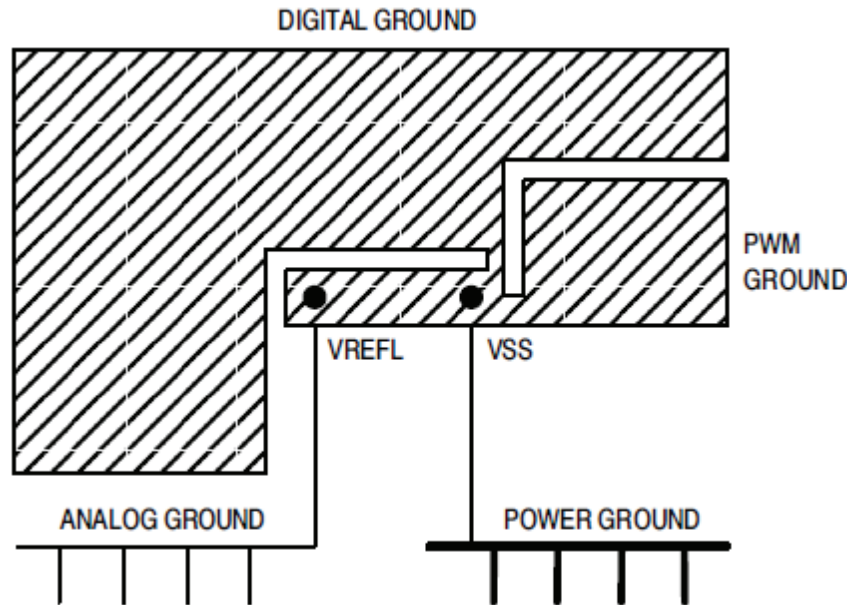 DIGITAL GROUND
PWM
GROUND
VREFL
VSS
ANALOG GROUND
POWER GROUND